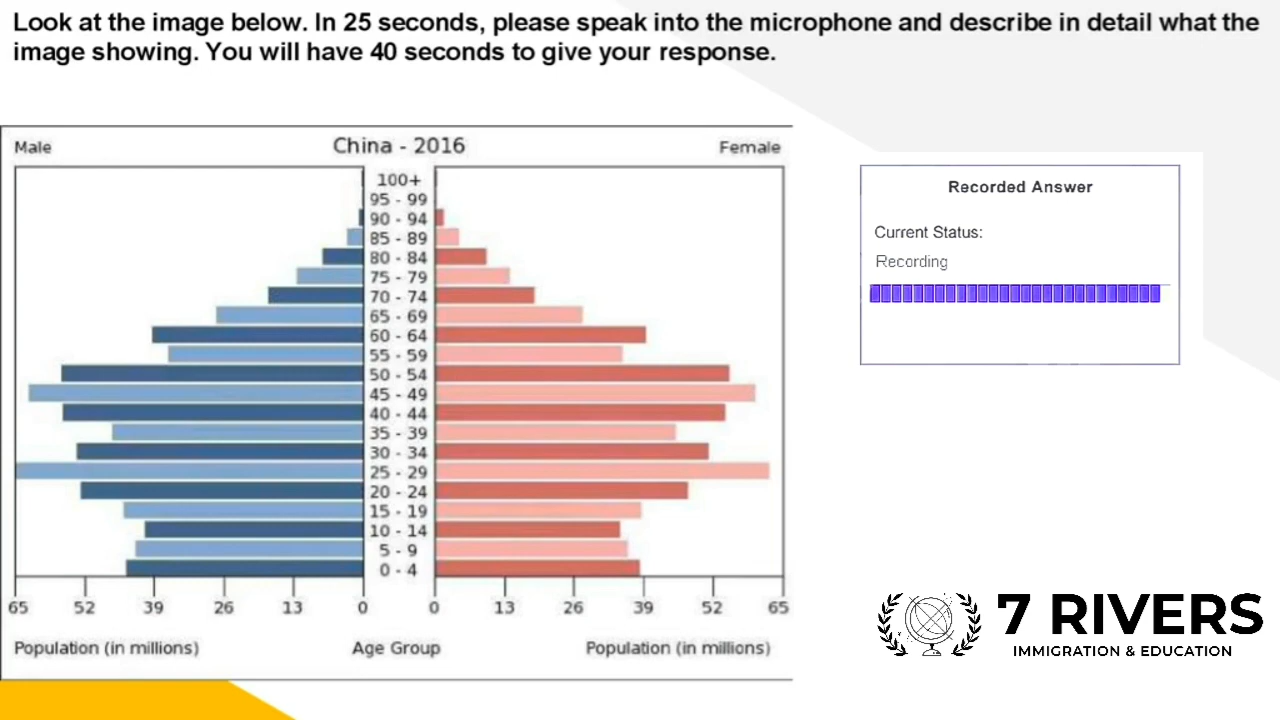 Look at the image below. In 25 seconds, please speak into the microphone and describe in detail what the
image showing. You will have 40 seconds to give your response.
Male China - 2016 Female
100+
95 - 99
90 - 94
85 - 89
80 - 84
75 - 79
70 - 74
65 - 69
60 - 64
55 - 59
50 - 54
45 - 49
40 - 44
35 - 39
30 - 34
25 - 29
20 - 24
15 - 19
10 - 14
5 - 9
0 - 4
65 52 39 26 13 0 0 13 26 39 52 65
Population (in millions) Age Group Population (in millions)
Recorded Answer
Current Status:
Recording
7 RIVERS
IMMIGRATION & EDUCATION